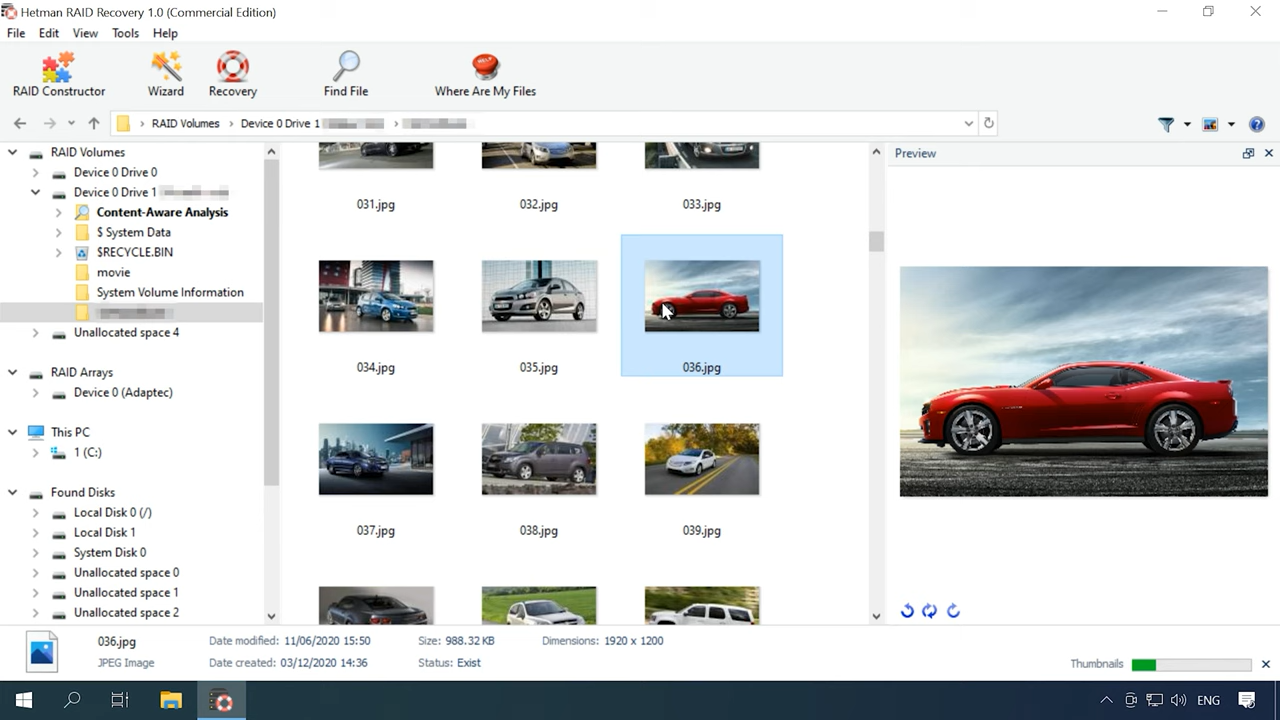 Hetman RAID Recovery 1.0 (Commercial Edition)
File Edit View Tools Help
RAID Constructor Wizard Recovery Find File Where Are My Files
RAID Volumes Device 0 Drive 1
RAID Volumes
Device 0 Drive 0
Device 0 Drive 1
Content-Aware Analysis
$ System Data
$RECYCLE.BIN
movie
System Volume Information
Unallocated space 4
RAID Arrays
Device 0 (Adaptec)
This PC
1 (C:)
Found Disks
Local Disk 0 (/)
Local Disk 1
System Disk 0
Unallocated space 0
Unallocated space 1
Unallocated space 2
031.jpg 032.jpg 033.jpg
034.jpg 035.jpg 036.jpg
037.jpg 038.jpg 039.jpg
Preview
036.jpg Date modified: 11/06/2020 15:50 Size: 988.32 KB Dimensions: 1920 x 1200
JPEG Image Date created: 03/12/2020 14:36 Status: Exist
Thumbnails
ENG